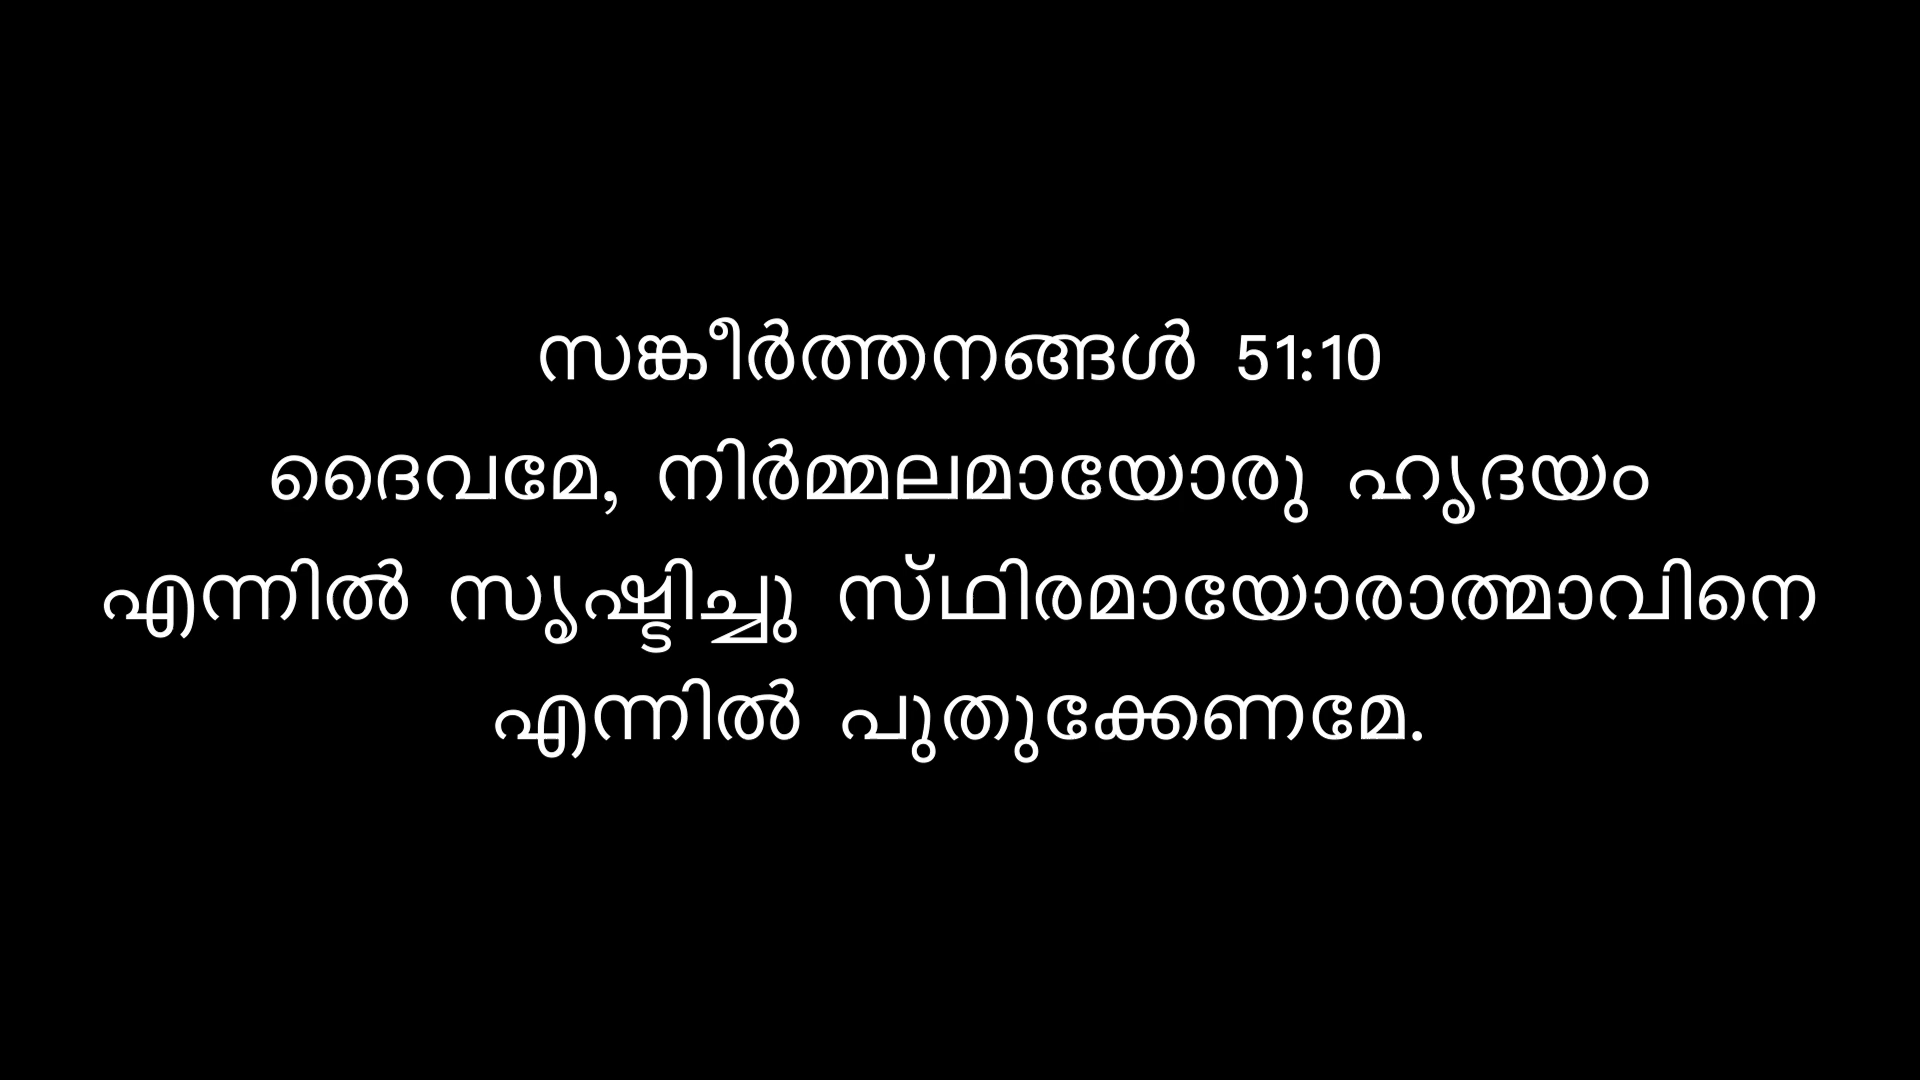 സങ്കീർത്തനങ്ങൾ 51:10
ദൈവമേ, നിർമ്മലമായോരു ഹൃദയം
എന്നിൽ സൃഷ്ടിച്ചു സ്ഥിരമായോരാത്മാവിനെ
എന്നിൽ പുതുക്കേണമേ.